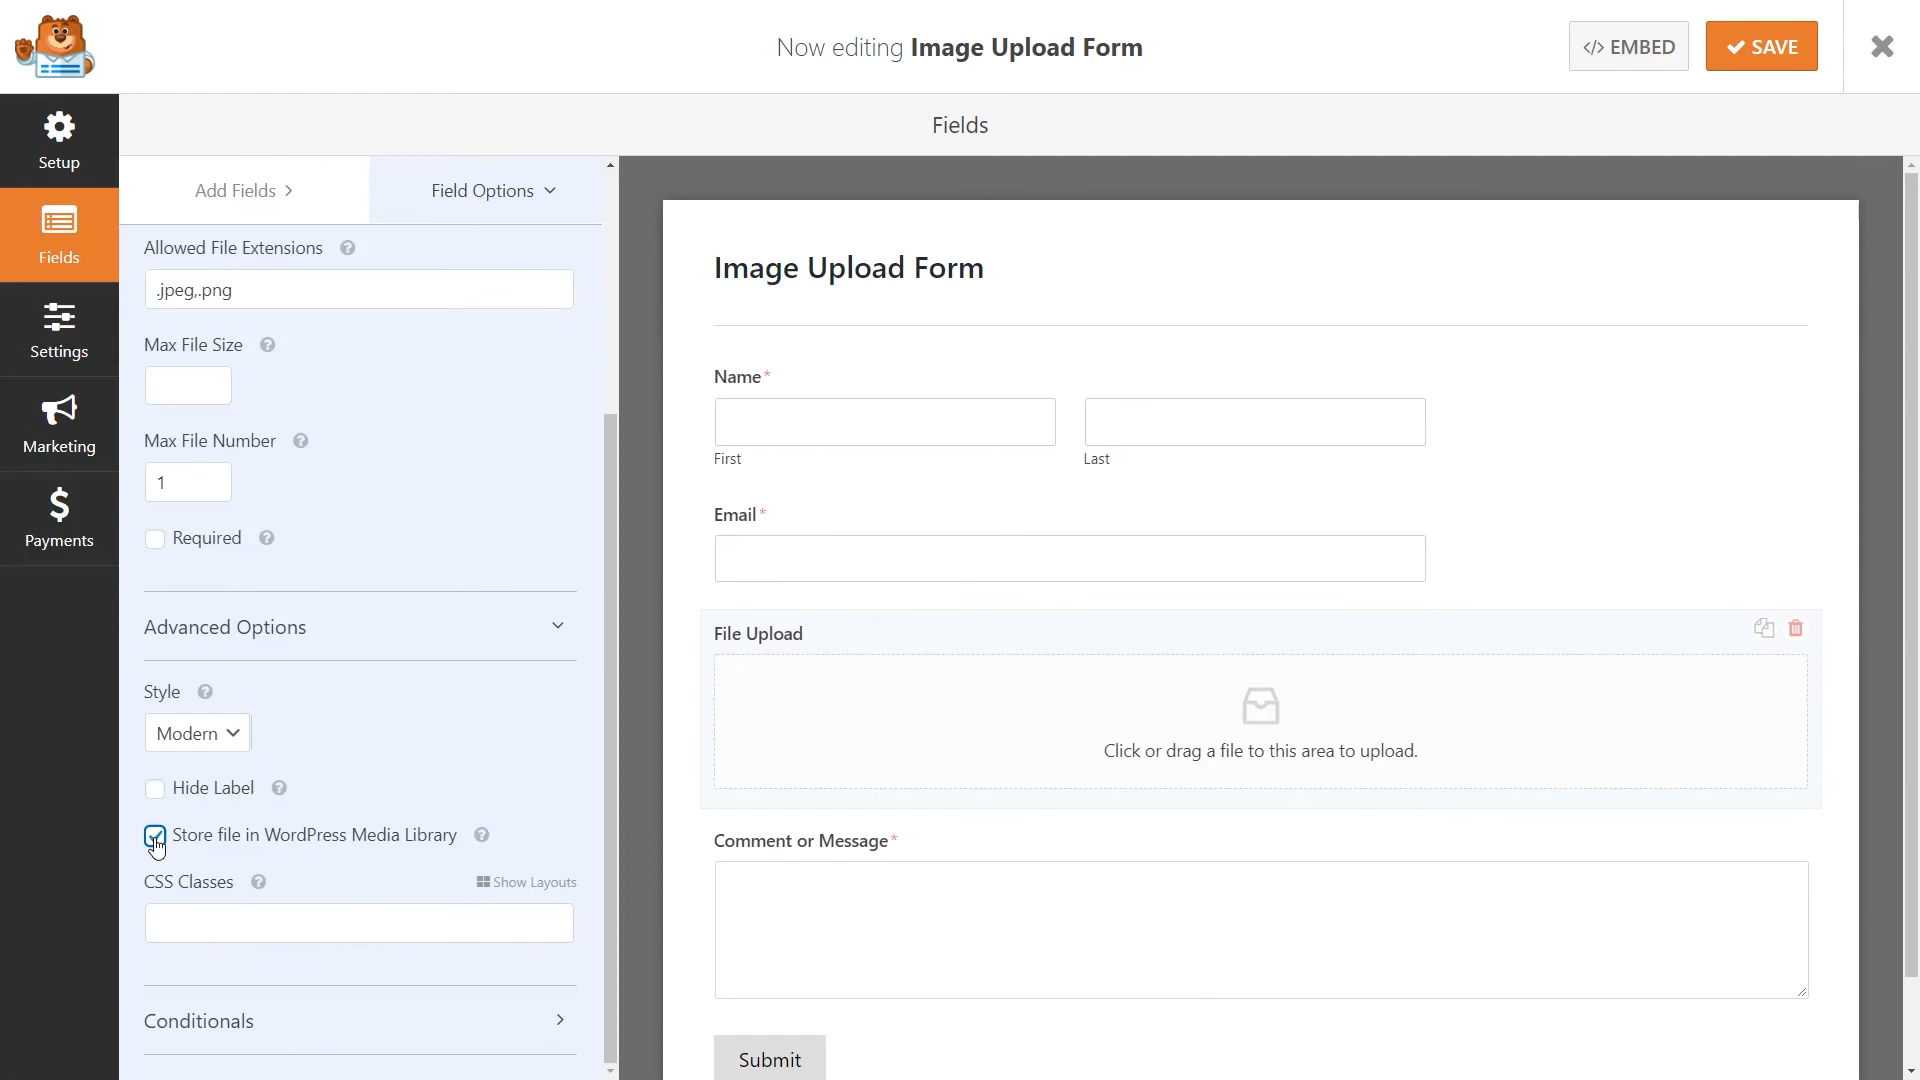 Now editing Image Upload Form
</> EMBED
SAVE
Setup
Fields
Settings
Marketing
Payments
Fields
Add Fields
Field Options
Allowed File Extensions
.jpeg,.png
Max File Size
Max File Number
1
Required
Advanced Options
Style
Modern
Hide Label
Store file in WordPress Media Library
CSS Classes
Show Layouts
Conditionals
Image Upload Form
Name*
First
Last
Email*
File Upload
Click or drag a file to this area to upload.
Comment or Message*
Submit